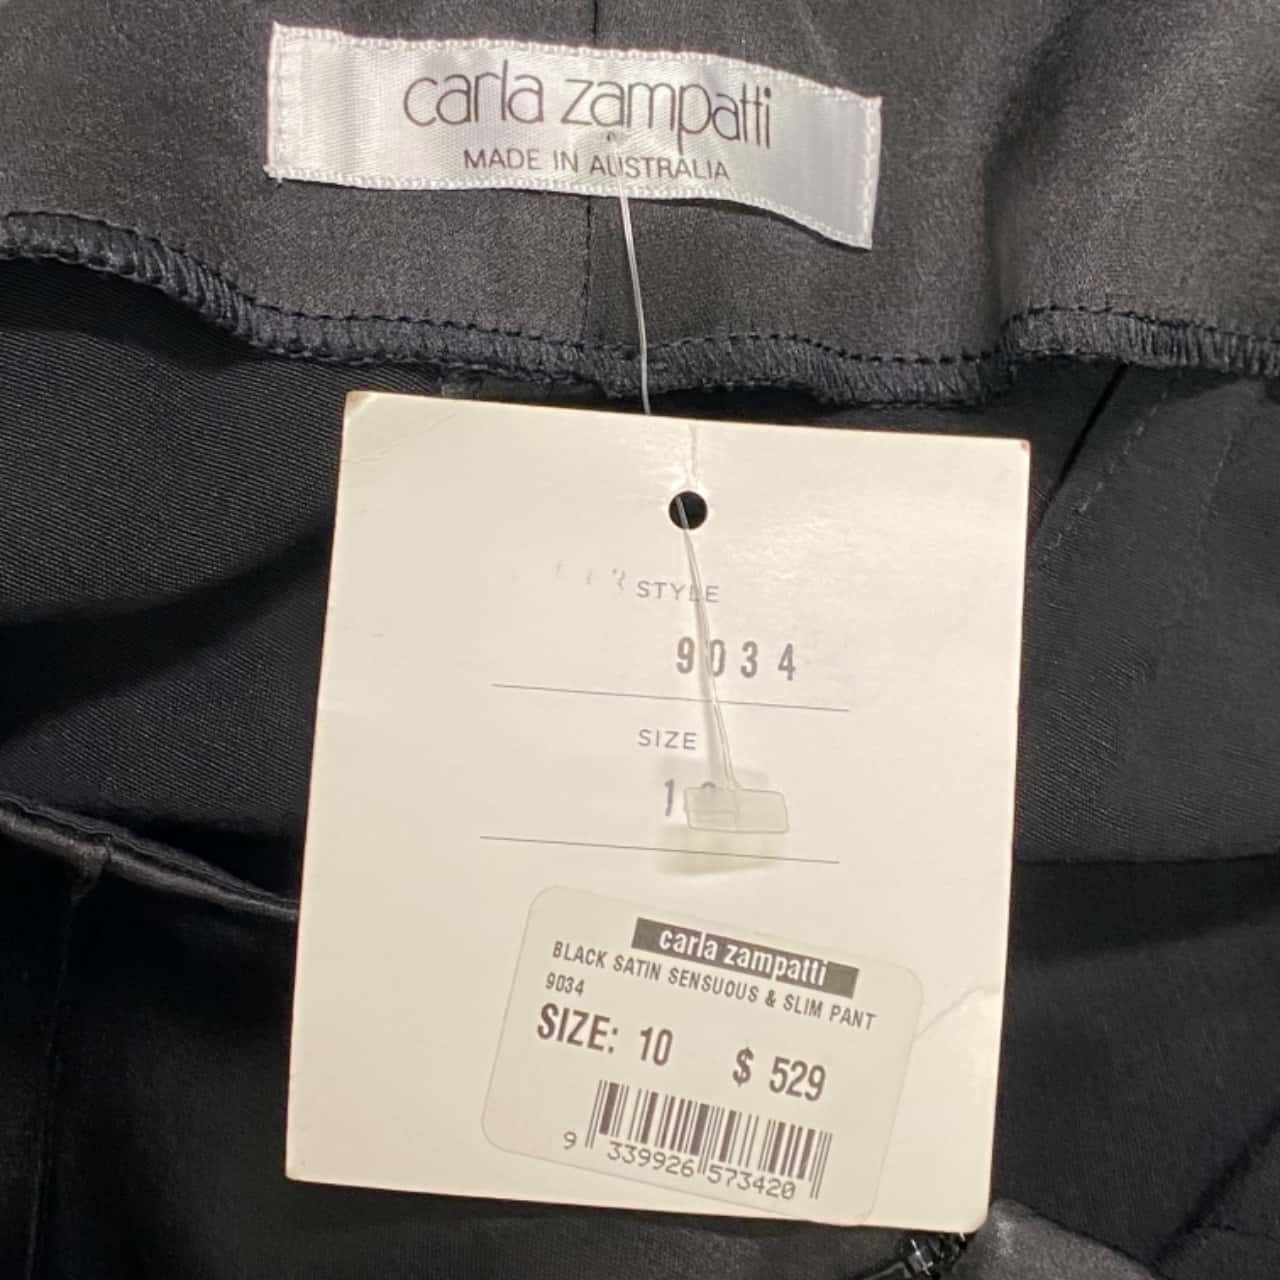 carla zampatti
MADE IN AUSTRALIA
STYLE
9034
SIZE
10
carla zampatti
BLACK SATIN SENSUOUS & SLIM PANT
9034
SIZE: 10 $ 529
9 339926 573420